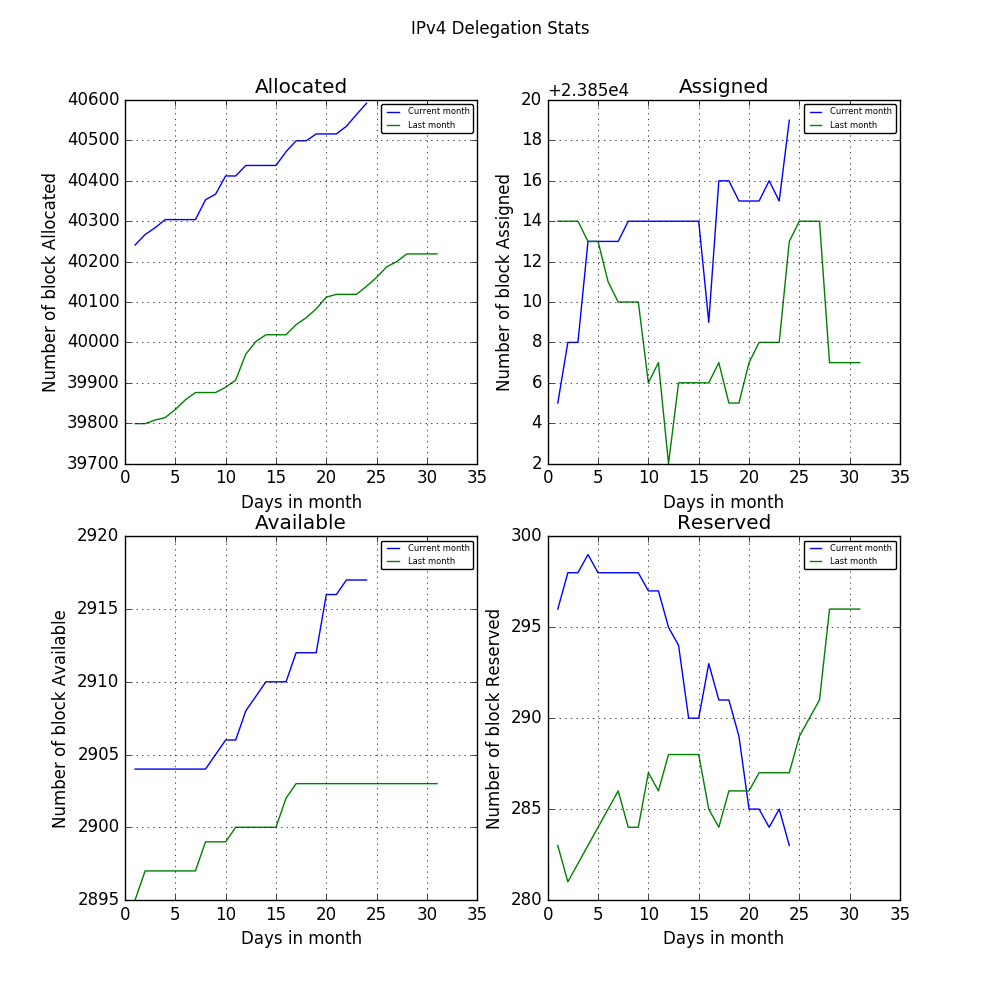 IPv4 Delegation Stats
Allocated
Number of block Allocated
40600
40500
40400
40300
40200
40100
40000
39900
39800
39700
0 5 10 15 20 25 30 35
Days in month
Current month
Last month
Assigned
+2.385e4
Number of block Assigned
20
18
16
14
12
10
8
6
4
2
0 5 10 15 20 25 30 35
Days in month
Current month
Last month
Available
Number of block Available
2920
2915
2910
2905
2900
2895
0 5 10 15 20 25 30 35
Days in month
Current month
Last month
Reserved
Number of block Reserved
300
295
290
285
280
0 5 10 15 20 25 30 35
Days in month
Current month
Last month